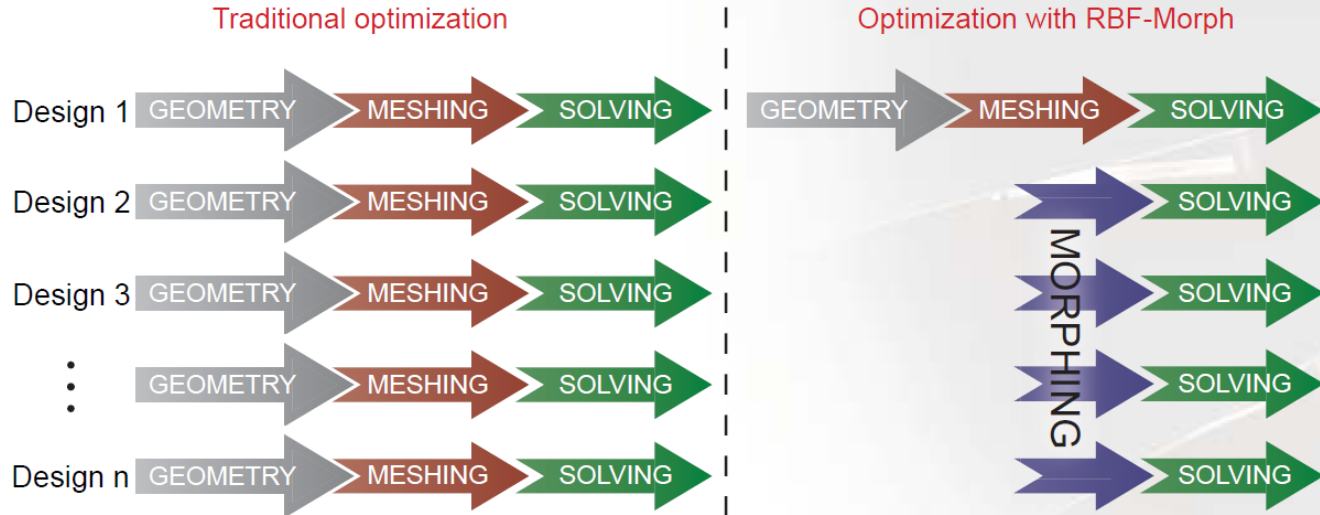 Traditional optimization
Optimization with RBF-Morph
Design 1 GEOMETRY MESHING SOLVING GEOMETRY MESHING SOLVING
Design 2 GEOMETRY MESHING SOLVING SOLVING
Design 3 GEOMETRY MESHING SOLVING SOLVING
GEOMETRY MESHING SOLVING SOLVING
Design n GEOMETRY MESHING SOLVING SOLVING
MORPHING